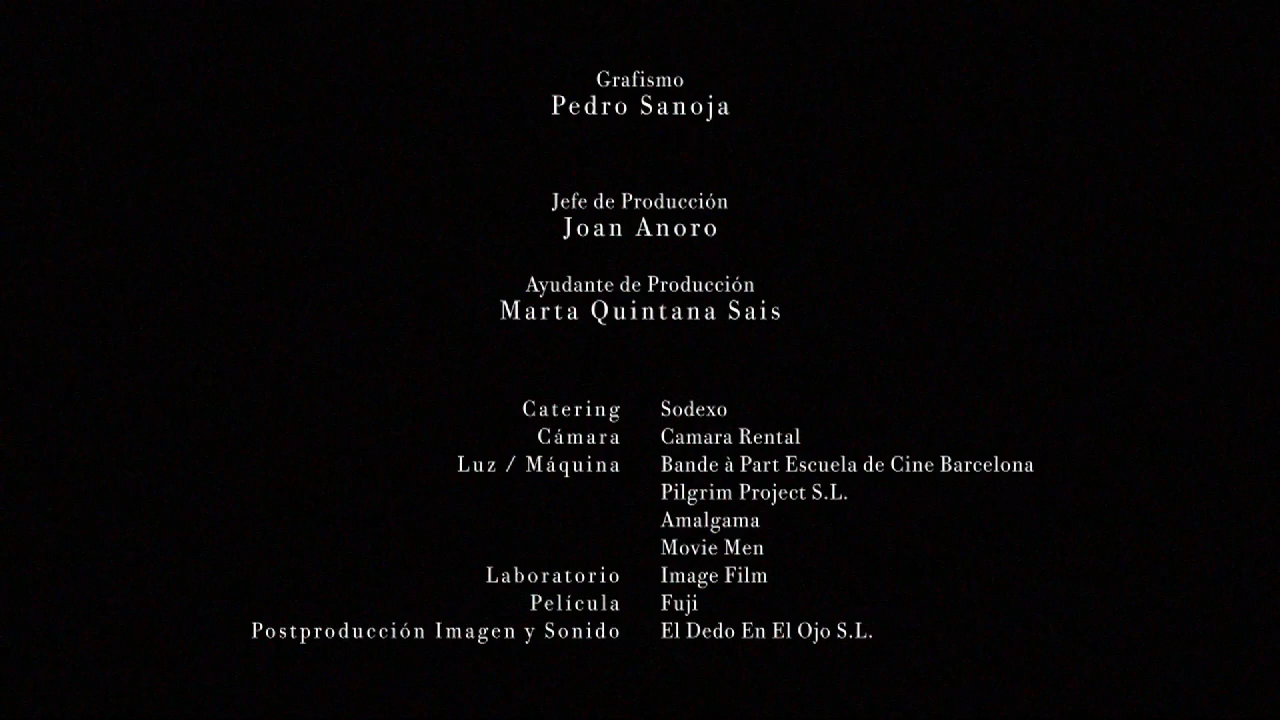 Grafismo
Pedro Sanoja
Jefe de Producción
Joan Anoro
Ayudante de Producción
Marta Quintana Sais
Catering Sodexo
Cámara Camara Rental
Luz / Máquina Bande à Part Escuela de Cine Barcelona
Pilgrim Project S.L.
Amalgama
Movie Men
Laboratorio Image Film
Película Fuji
Postproducción Imagen y Sonido El Dedo En El Ojo S.L.